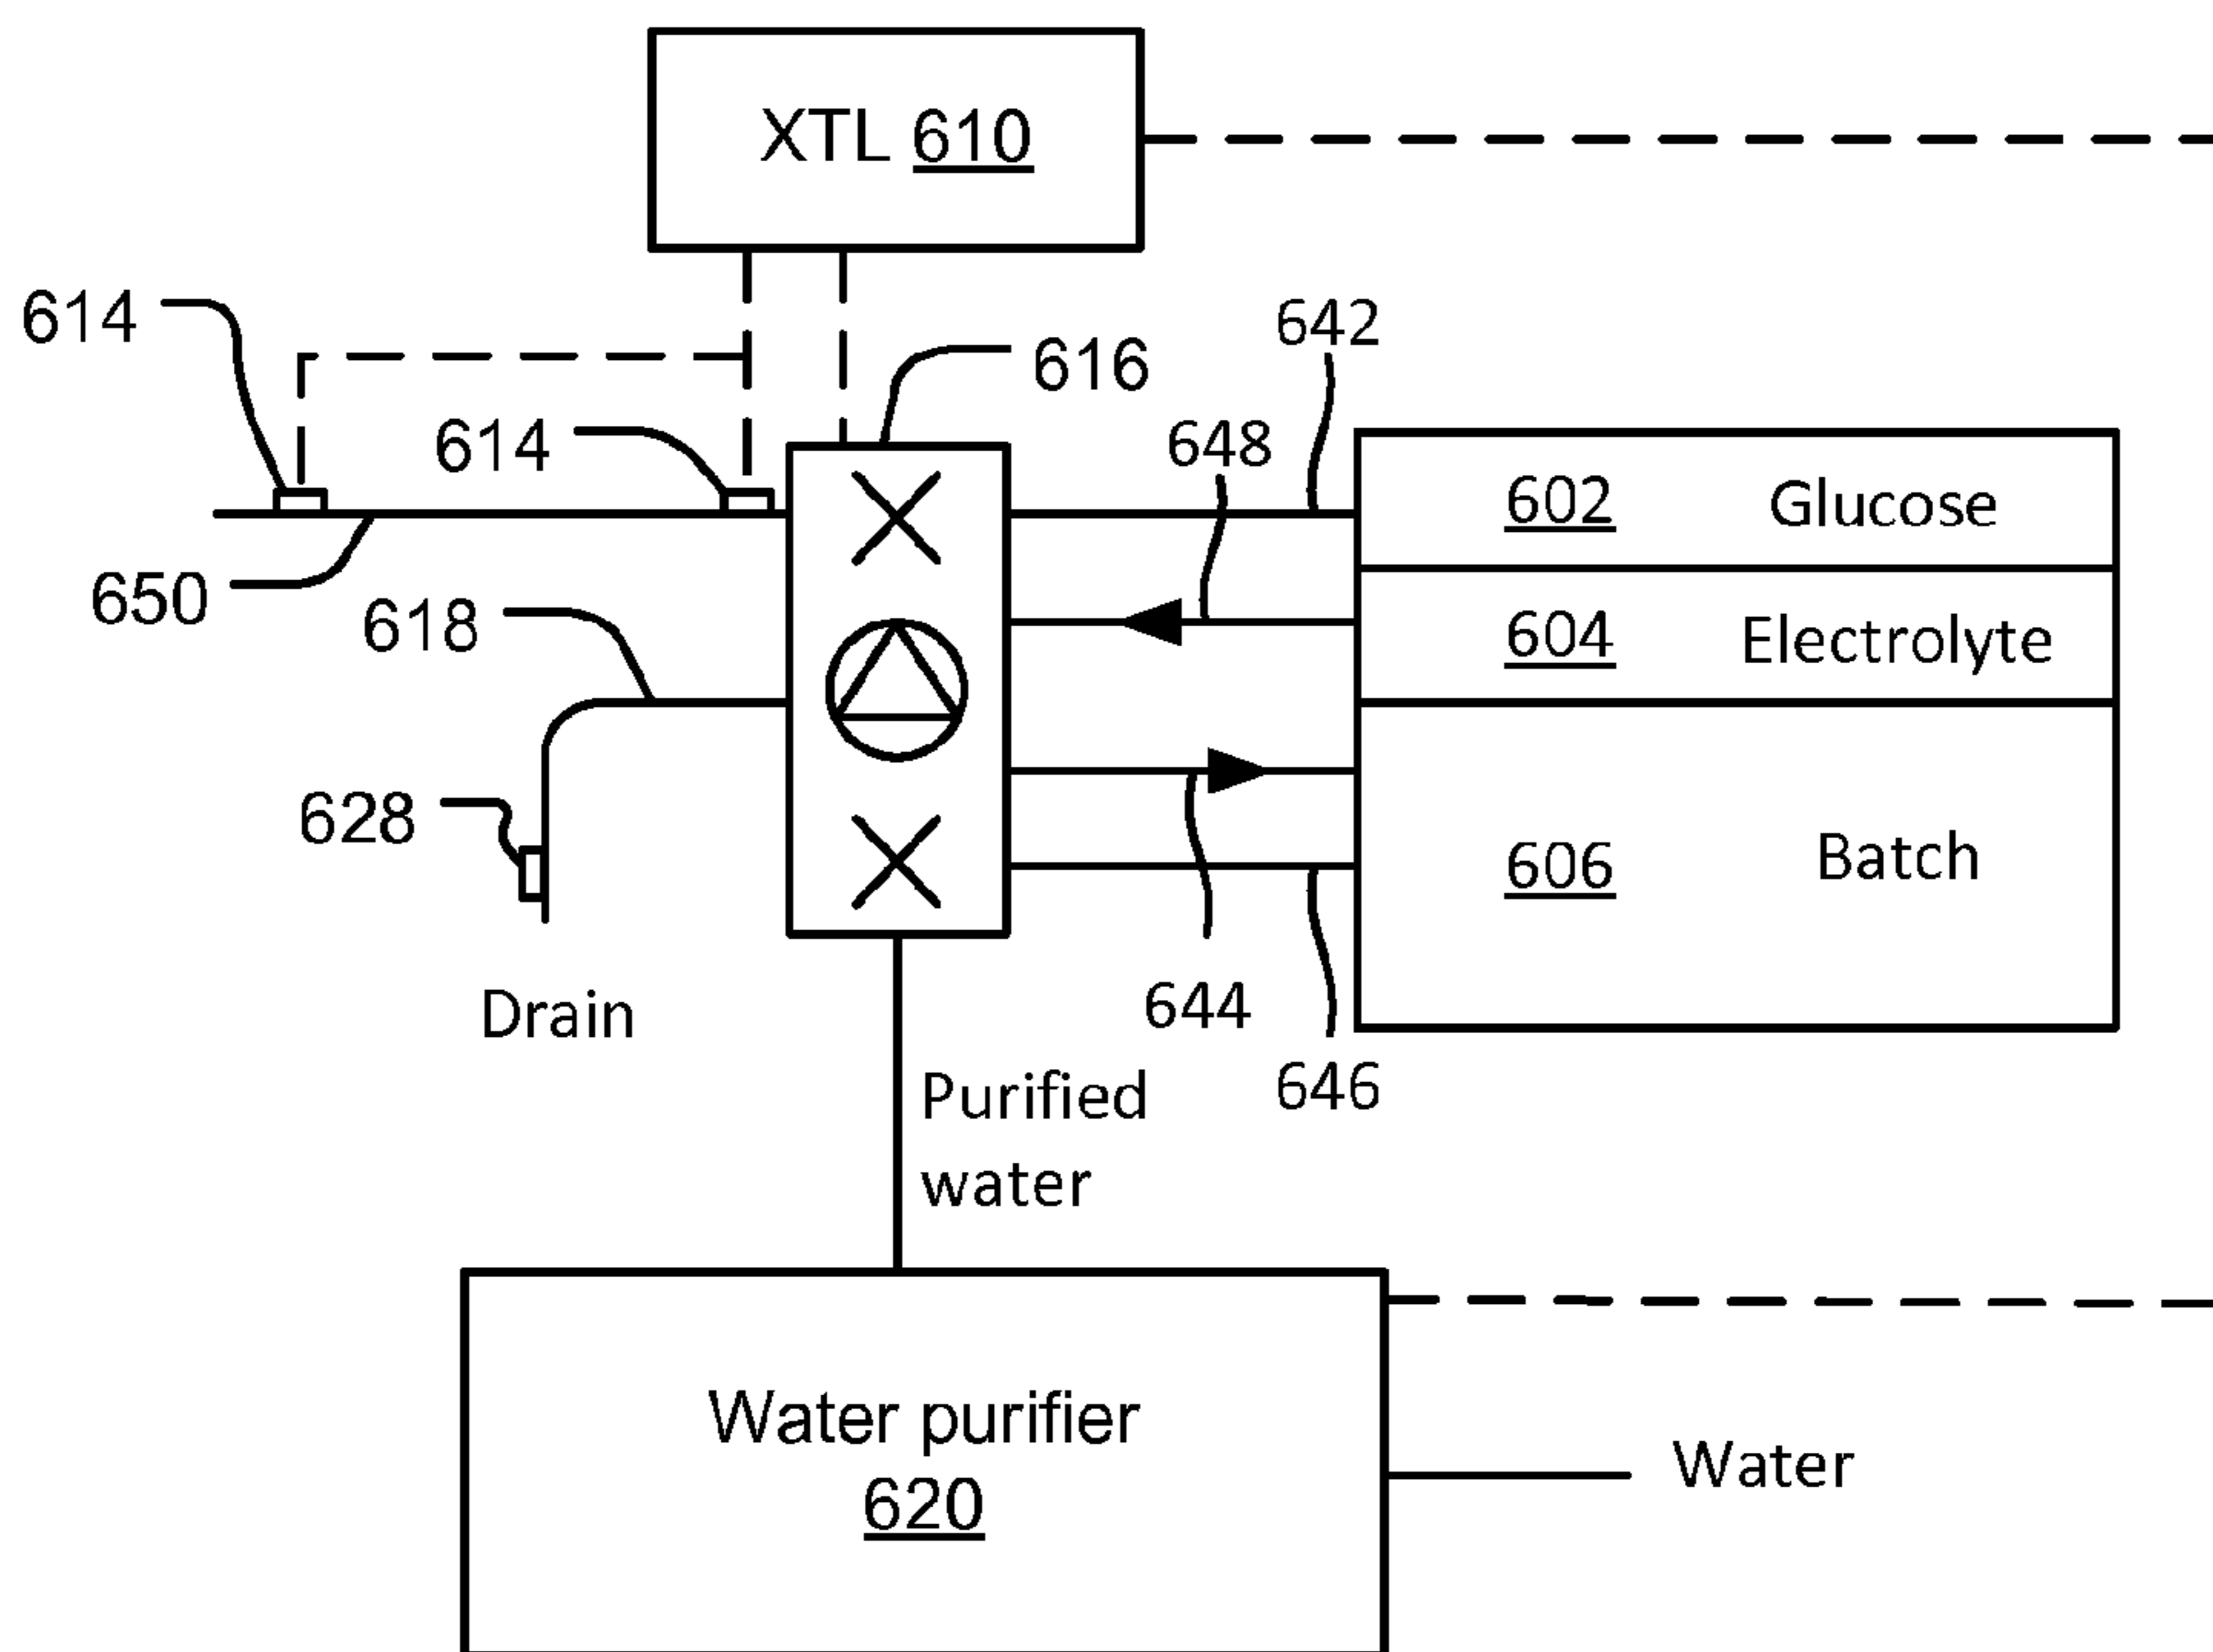 XTL 610
614
642
616
614
648
602 Glucose
650
618
604 Electrolyte
628
606 Batch
Drain
644
646
Purified
water
Water purifier
620
Water